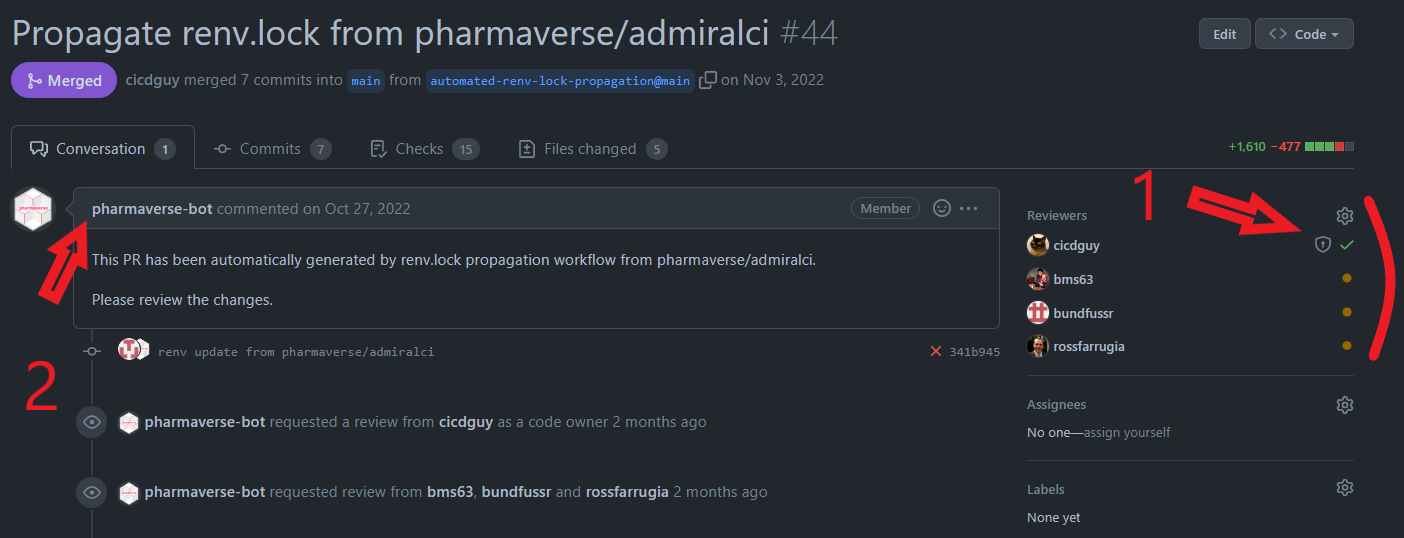 Propagate renv.lock from pharmaverse/admiralci #44
Edit
<> Code
Merged
cicdguy merged 7 commits into main from automated-renv-lock-propagation@main on Nov 3, 2022
Conversation 1
Commits 7
Checks 15
Files changed 5
+1,610 −477
1
pharmaverse-bot commented on Oct 27, 2022
Member
This PR has been automatically generated by renv.lock propagation workflow from pharmaverse/admiralci.
Please review the changes.
renv update from pharmaverse/admiralci
341b945
2
pharmaverse-bot requested a review from cicdguy as a code owner 2 months ago
pharmaverse-bot requested review from bms63, bundfussr and rossfarrugia 2 months ago
Reviewers
cicdguy
bms63
bundfussr
rossfarrugia
Assignees
No one—assign yourself
Labels
None yet